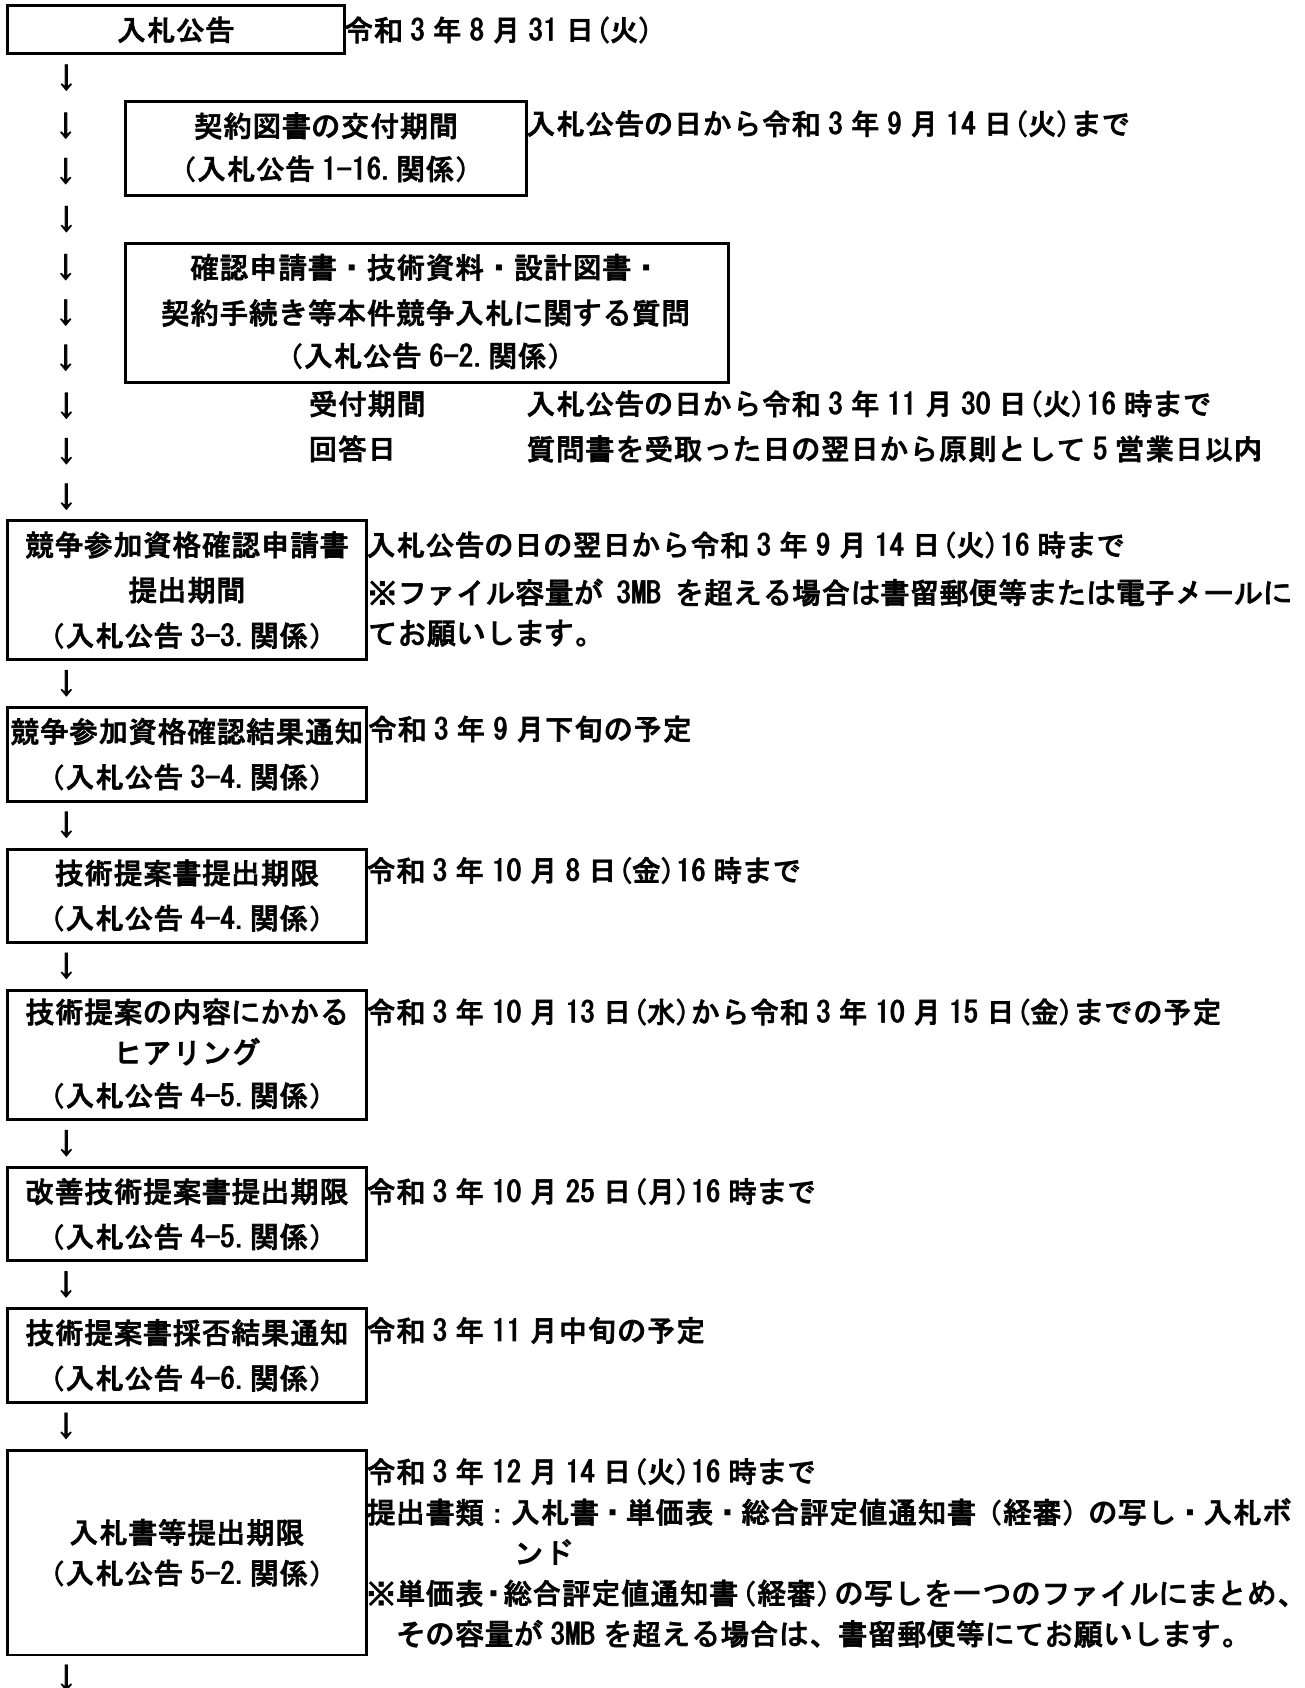 入札公告 令和3年8月31日(火)
↓
↓ 契約図書の交付期間 入札公告の日から令和3年9月14日(火)まで
↓ (入札公告1-16.関係)
↓
↓ 確認申請書・技術資料・設計図書・
↓ 契約手続き等本件競争入札に関する質問
↓ (入札公告6-2.関係)
↓ 受付期間 入札公告の日から令和3年11月30日(火)16時まで
↓ 回答日 質問書を受取った日の翌日から原則として5営業日以内
↓
競争参加資格確認申請書 入札公告の日の翌日から令和3年9月14日(火)16時まで
提出期間 ※ファイル容量が 3MB を超える場合は書留郵便等または電子メールに
(入札公告3-3.関係) てお願いします。
↓
競争参加資格確認結果通知 令和3年9月下旬の予定
(入札公告3-4.関係)
↓
技術提案書提出期限 令和3年10月8日(金)16時まで
(入札公告4-4.関係)
↓
技術提案の内容にかかる 令和3年10月13日(水)から令和3年10月15日(金)までの予定
ヒアリング
(入札公告4-5.関係)
↓
改善技術提案書提出期限 令和3年10月25日(月)16時まで
(入札公告4-5.関係)
↓
技術提案書採否結果通知 令和3年11月中旬の予定
(入札公告4-6.関係)
↓
入札書等提出期限
(入札公告5-2.関係)
令和3年12月14日(火)16時まで
提出書類：入札書・単価表・総合評定値通知書（経審）の写し・入札ボ
ンド
※単価表・総合評定値通知書(経審)の写しを一つのファイルにまとめ、
その容量が3MBを超える場合は、書留郵便等にてお願いします。
↓